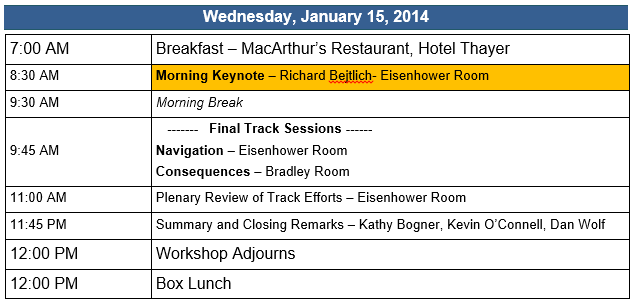 Wednesday, January 15, 2014
7:00 AM Breakfast – MacArthur's Restaurant, Hotel Thayer
8:30 AM Morning Keynote – Richard Bejtlich- Eisenhower Room
9:30 AM Morning Break
------- Final Track Sessions ------
9:45 AM Navigation – Eisenhower Room
Consequences – Bradley Room
11:00 AM Plenary Review of Track Efforts – Eisenhower Room
11:45 PM Summary and Closing Remarks – Kathy Bogner, Kevin O'Connell, Dan Wolf
12:00 PM Workshop Adjourns
12:00 PM Box Lunch